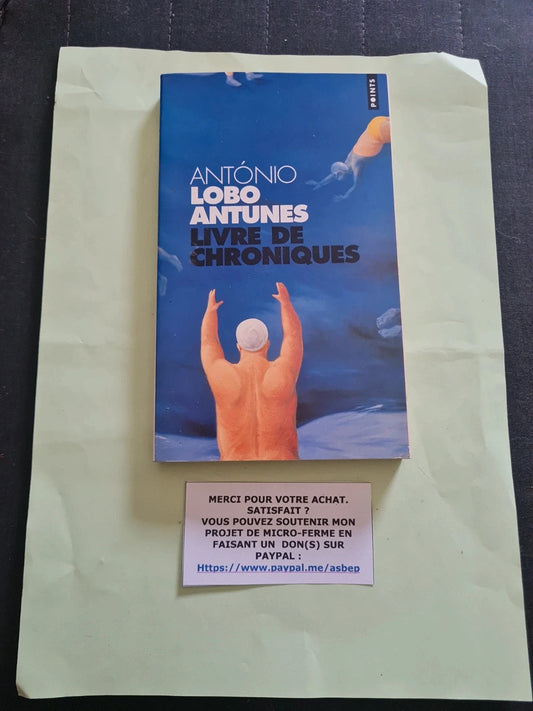 POINTS
ANTÓNIO
LOBO
ANTUNES
LIVRE DE
CHRONIQUES
MERCI POUR VOTRE ACHAT.
SATISFAIT ?
VOUS POUVEZ SOUTENIR MON
PROJET DE MICRO-FERME EN
FAISANT UN DON(S) SUR
PAYPAL :
Https://www.paypal.me/asbep